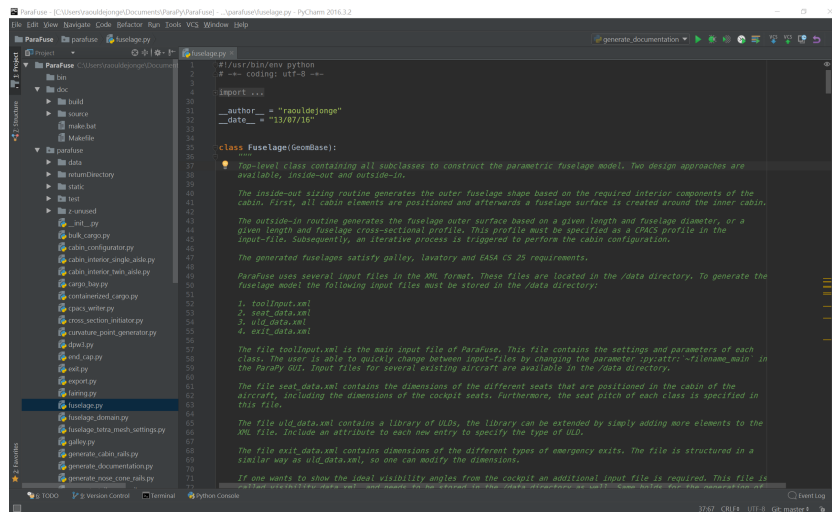 ParaFuse - [C:\Users\raouldejonge\Documents\ParaPy\ParaFuse] - ...\parafuse\fuselage.py - PyCharm 2016.3.2
File Edit View Navigate Code Refactor Run Tools VCS Window Help
ParaFuse parafuse fuselage.py
generate_documentation
Project
fuselage.py
1: Project
ParaFuse C:\Users\raouldejonge\Document
bin
doc
build
source
make.bat
Makefile
parafuse
data
returnDirectory
static
test
z-unused
__init__.py
bulk_cargo.py
cabin_configurator.py
cabin_interior_single_aisle.py
cabin_interior_twin_aisle.py
cargo_bay.py
containerized_cargo.py
cpacs_writer.py
cross_section_initiator.py
curvature_point_generator.py
dpw1.py
end_cap.py
exit.py
export.py
fairing.py
fuselage.py
fuselage_domain.py
fuselage_tetra_mesh_settings.py
galley.py
generate_cabin_rails.py
generate_documentation.py
generate_nose_cone_rails.py
Structure
2: Favorites
1 #!/usr/bin/env python
2 # -*- coding: utf-8 -*-
3
4 import ...
30
31 __author__ = "raouldejonge"
32 __date__ = "13/07/16"
33
34
35 class Fuselage(GeomBase):
36 """
37 Top-level class containing all subclasses to construct the parametric fuselage model. Two design approaches are
38 available, inside-out and outside-in.
39
40 The inside-out sizing routine generates the outer fuselage shape based on the required interior components of the
41 cabin. First, all cabin elements are positioned and afterwards a fuselage surface is created around the inner cabin.
42
43 The outside-in routine generates the fuselage outer surface based on a given length and fuselage diameter, or a
44 given length and fuselage cross-sectional profile. This profile must be specified as a CPACS profile in the
45 input-file. Subsequently, an iterative process is triggered to perform the cabin configuration.
46
47 The generated fuselages satisfy galley, lavatory and EASA CS 25 requirements.
48
49 ParaFuse uses several input files in the XML format. These files are located in the /data directory. To generate the
50 fuselage model the following input files must be stored in the /data directory:
51
52 1. toolInput.xml
53 2. seat_data.xml
54 3. uld_data.xml
55 4. exit_data.xml
56
57 The file toolInput.xml is the main input file of ParaFuse. This file contains the settings and parameters of each
58 class. The user is able to quickly change between input-files by changing the parameter :py:attr:`~filename_main` in
59 the ParaPy GUI. Input files for several existing aircraft are available in the /data directory.
60
61 The file seat_data.xml contains the dimensions of the different seats that are positioned in the cabin of the
62 aircraft, including the dimensions of the cockpit seats. Furthermore, the seat pitch of each class is specified in
63 this file.
64
65 The file uld_data.xml contains a library of ULDs, the library can be extended by simply adding more elements to the
66 XML file. Include an attribute to each new entry to specify the type of ULD.
67
68 The file exit_data.xml contains dimensions of the different types of emergency exits. The file is structured in a
69 similar way as uld_data.xml, so one can modify the dimensions.
70
71 If one wants to show the ideal visibility angles from the cockpit an additional input file is required. This file is
6: TODO 9: Version Control Terminal Python Console
Event Log
37:67 CRLF UTF-8 Git: master